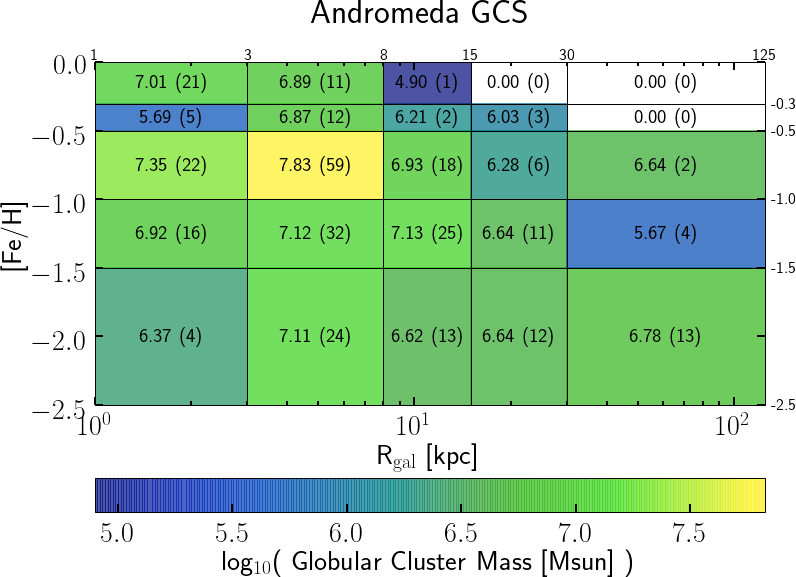 Andromeda GCS
1 3 8 15 30 125
0.0 7.01 (21) 6.89 (11) 4.90 (1) 0.00 (0) 0.00 (0)
-0.3
5.69 (5) 6.87 (12) 6.21 (2) 6.03 (3) 0.00 (0)
−0.5 -0.5
7.35 (22) 7.83 (59) 6.93 (18) 6.28 (6) 6.64 (2)
−1.0 -1.0
[Fe/H]
6.92 (16) 7.12 (32) 7.13 (25) 6.64 (11) 5.67 (4)
−1.5 -1.5
−2.0 6.37 (4) 7.11 (24) 6.62 (13) 6.64 (12) 6.78 (13)
−2.5 -2.5
10⁰ 10¹ 10²
R_gal [kpc]
5.0 5.5 6.0 6.5 7.0 7.5
log₁₀( Globular Cluster Mass [Msun] )